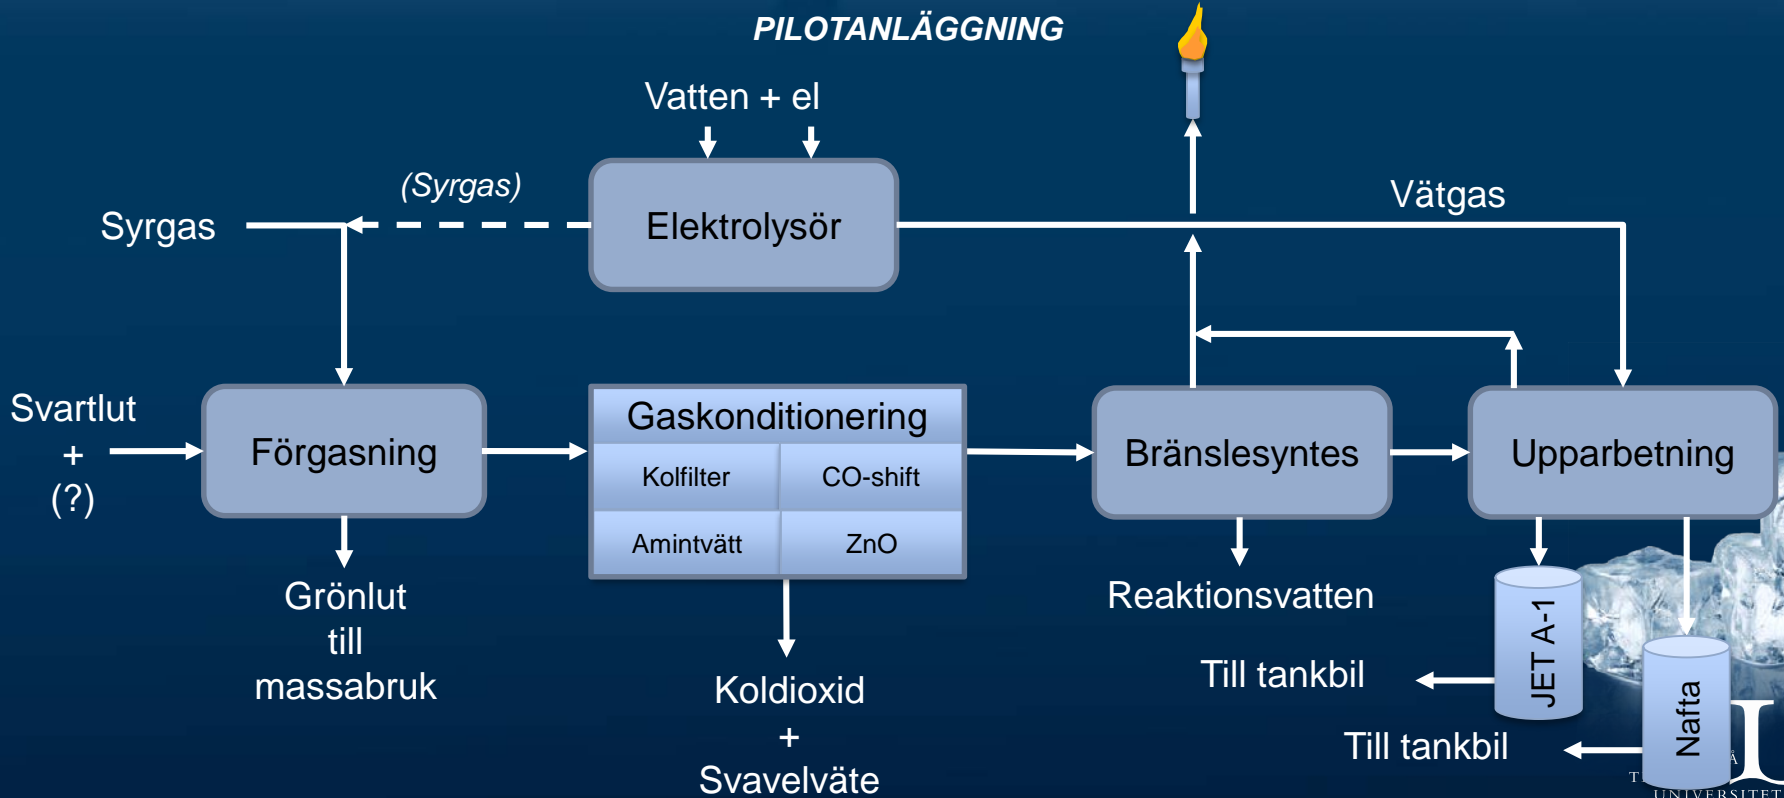 PILOTANLÄGGNING
Vatten + el
(Syrgas)
Syrgas
Elektrolysör
Vätgas
Svartlut
+
(?)
Förgasning
Gaskonditionering
Kolfilter
CO-shift
Amintvätt
ZnO
Bränslesyntes
Upparbetning
Grönlut
till
massabruk
Koldioxid
+
Svavelväte
Reaktionsvatten
JET A-1
Till tankbil
Nafta
Till tankbil
UNIVERSITET